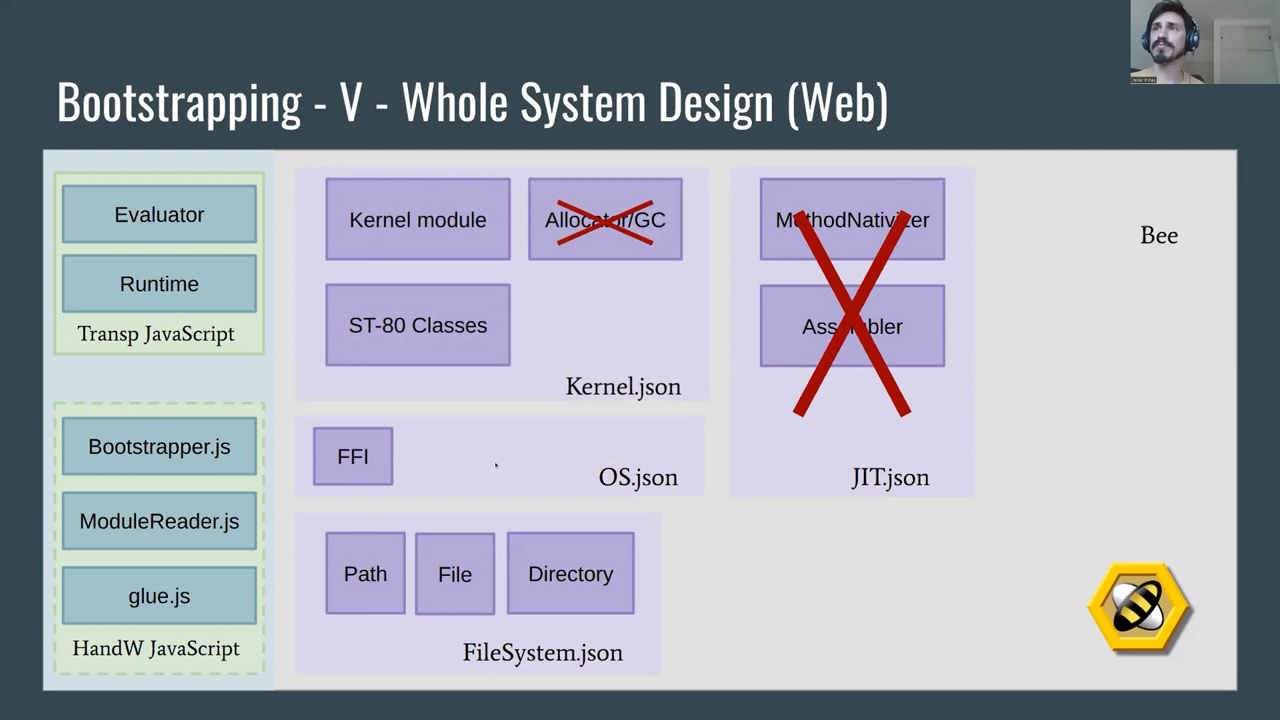 Bootstrapping - V - Whole System Design (Web)
Evaluator
Runtime
Transp JavaScript
Bootstrapper.js
ModuleReader.js
glue.js
HandW JavaScript
Kernel module
Allocator/GC
ST-80 Classes
Kernel.json
FFI
OS.json
Path
File
Directory
FileSystem.json
MethodNativizer
Assembler
JIT.json
Bee